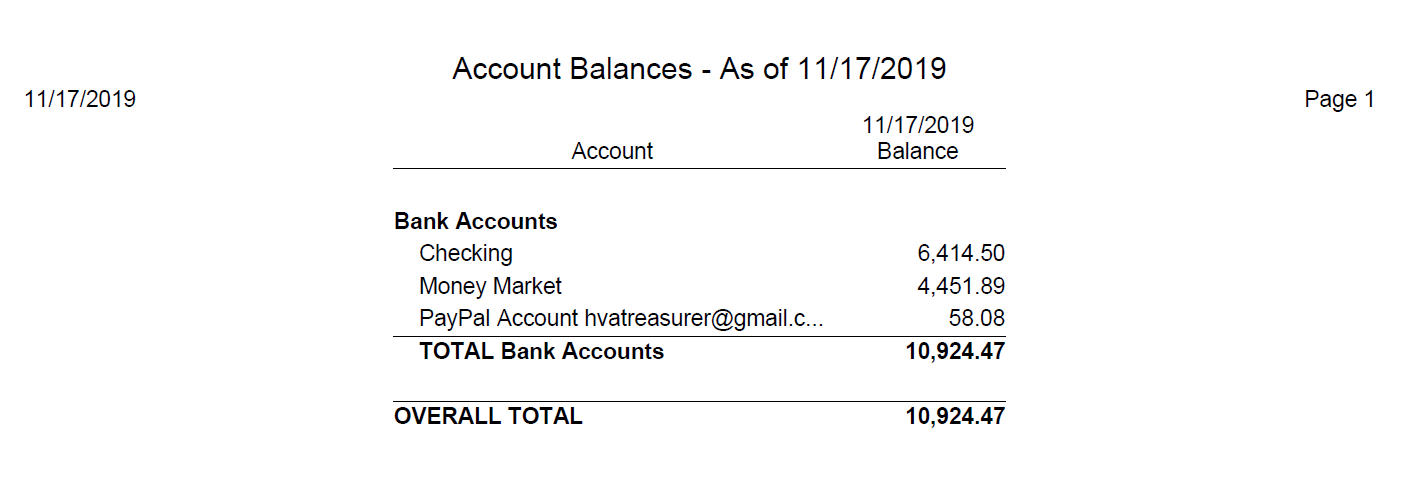 Account Balances - As of 11/17/2019
11/17/2019 Page 1
11/17/2019
Account Balance
Bank Accounts
Checking 6,414.50
Money Market 4,451.89
PayPal Account hvatreasurer@gmail.c... 58.08
TOTAL Bank Accounts 10,924.47
OVERALL TOTAL 10,924.47